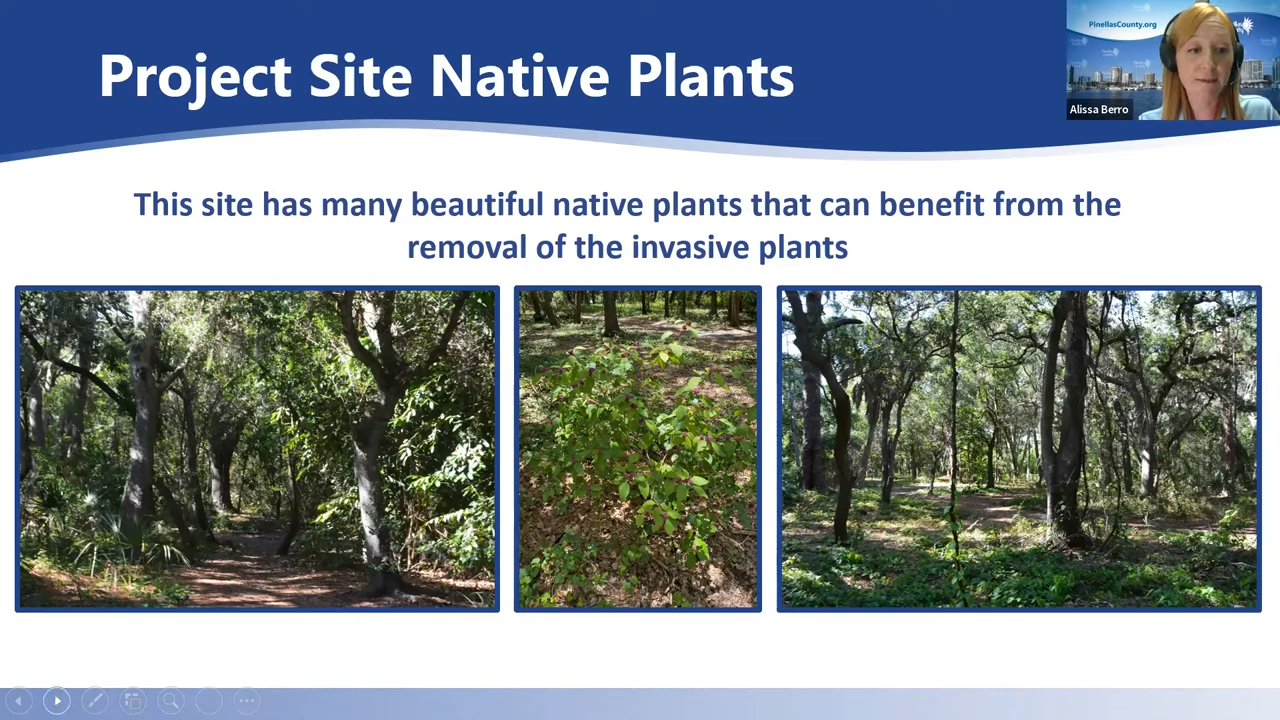 Project Site Native Plants
PinellasCounty.org
Alissa Berro
This site has many beautiful native plants that can benefit from the
removal of the invasive plants